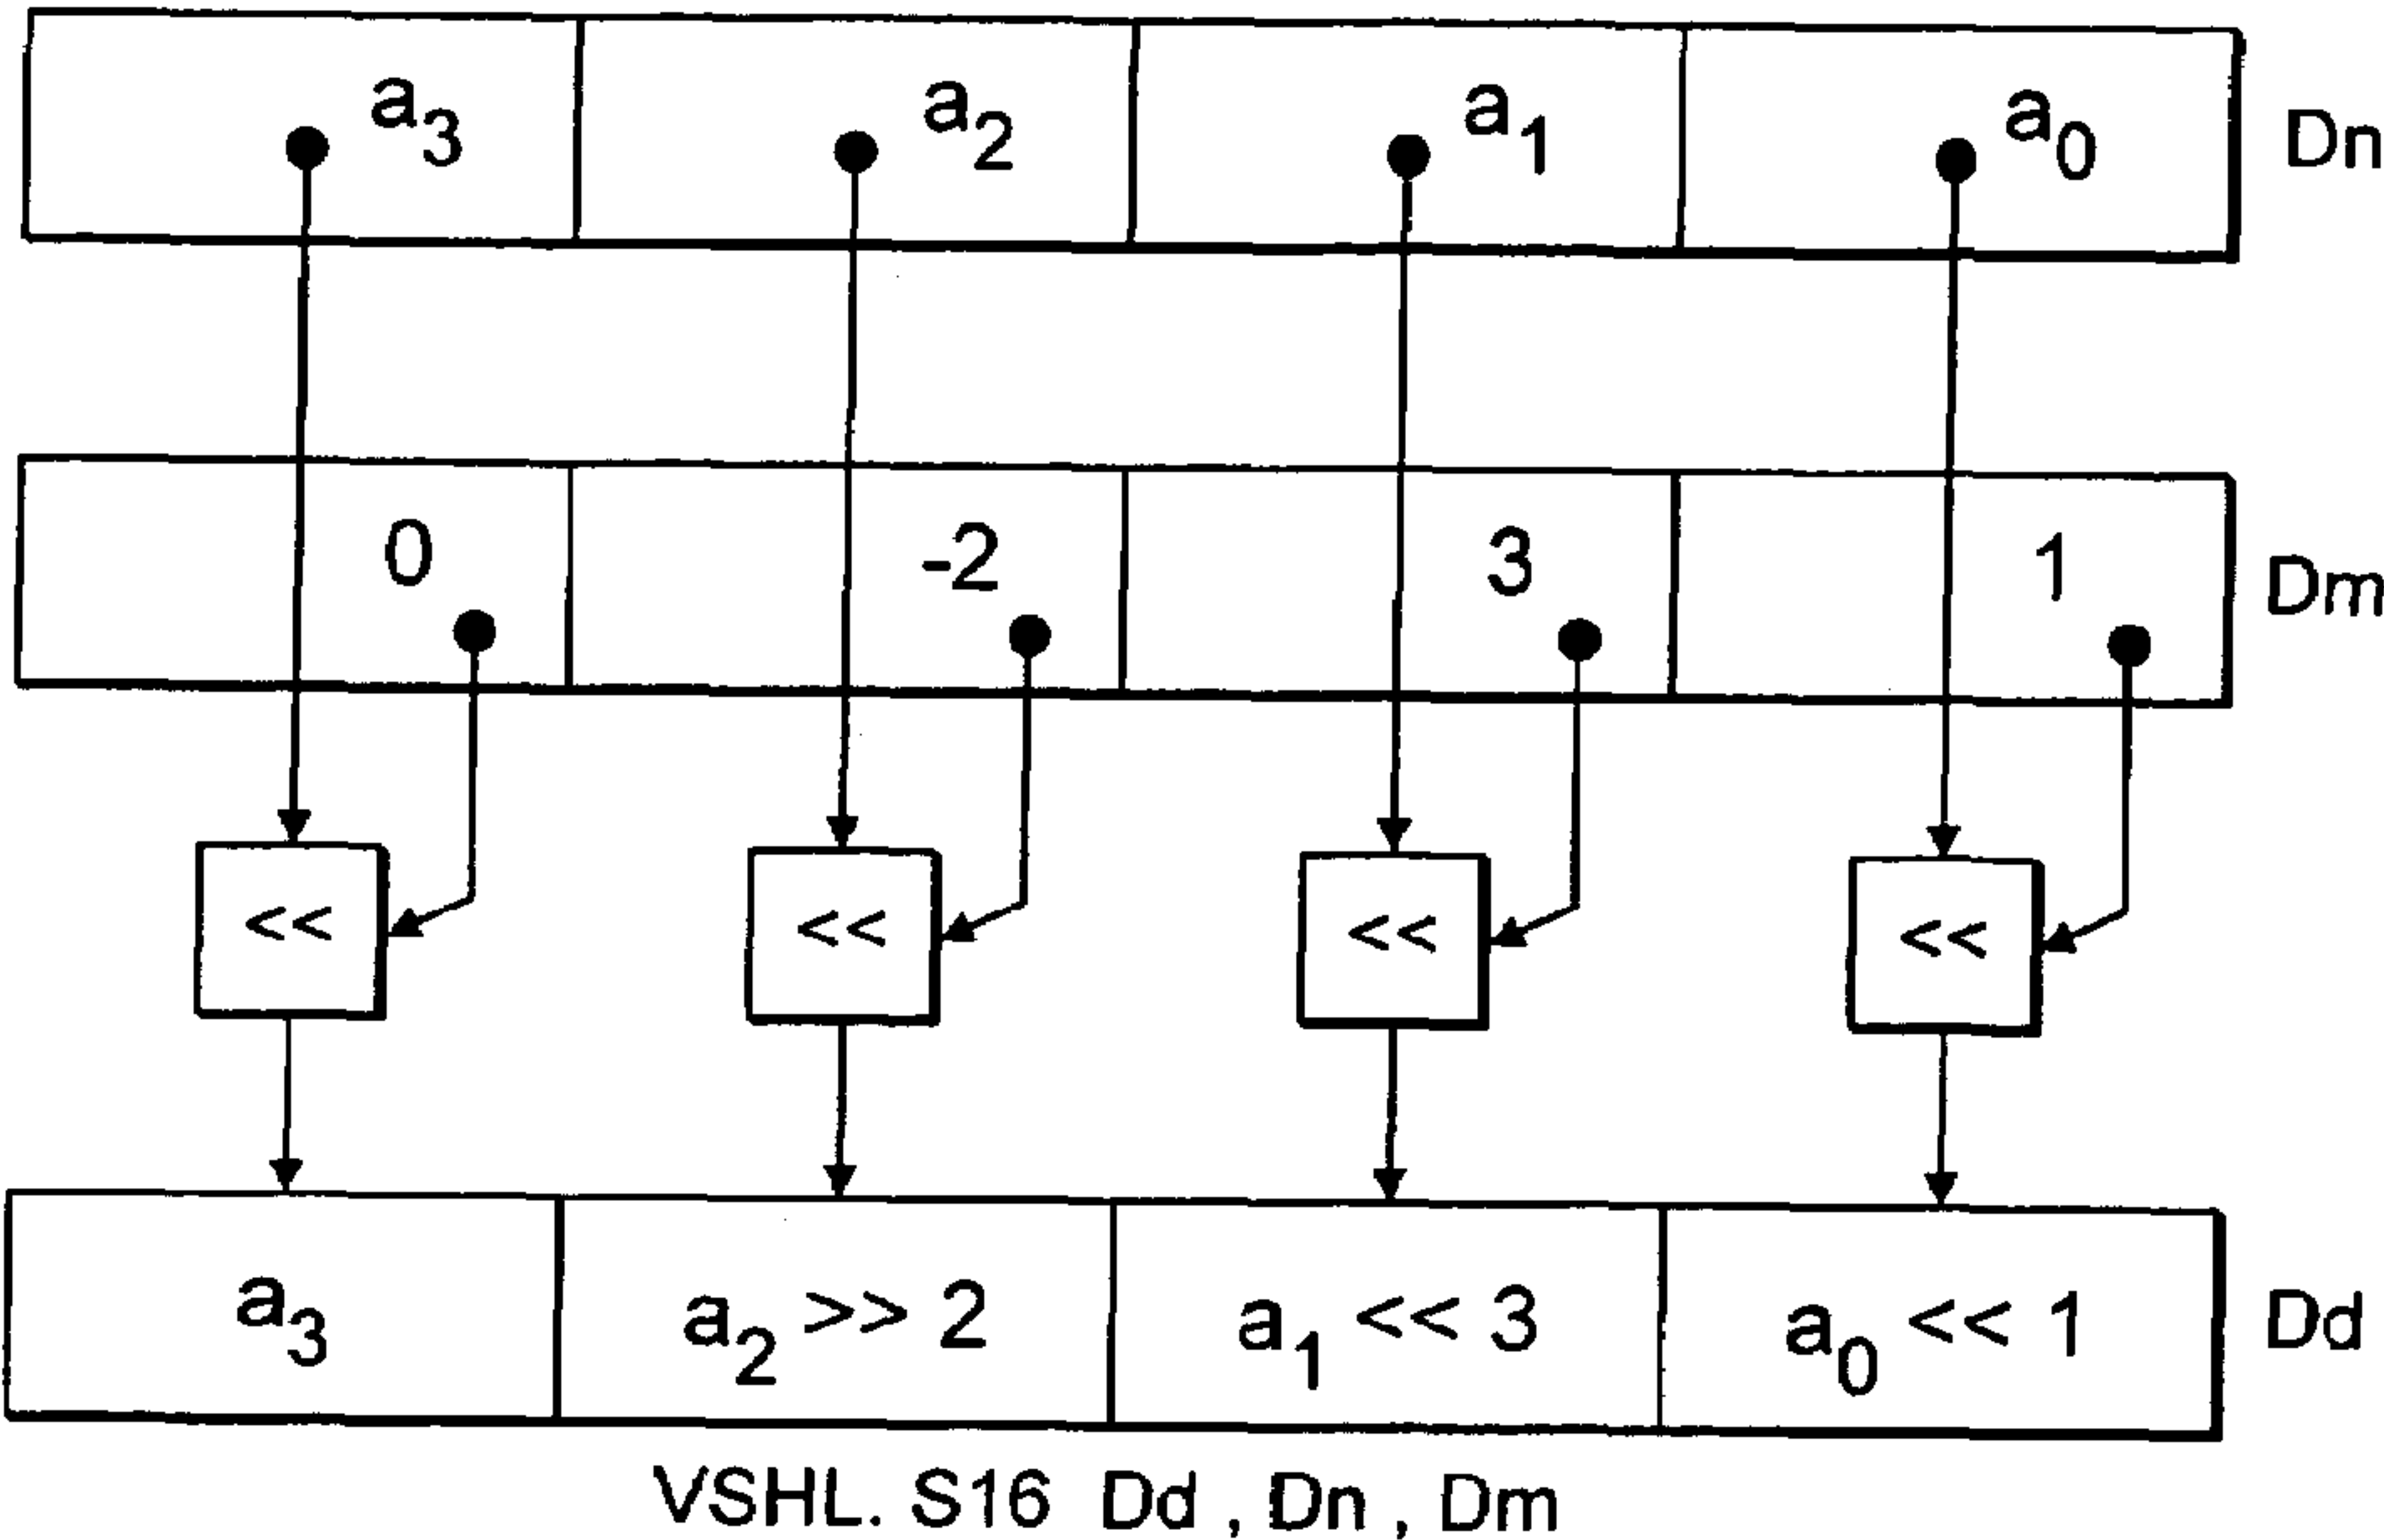 a3 a2 a1 a0 Dn
0 -2 3 1 Dm
<< << << <<
a3 a2 >> 2 a1 << 3 a0 << 1 Dd
VSHL. S16 Dd , Dn , Dm